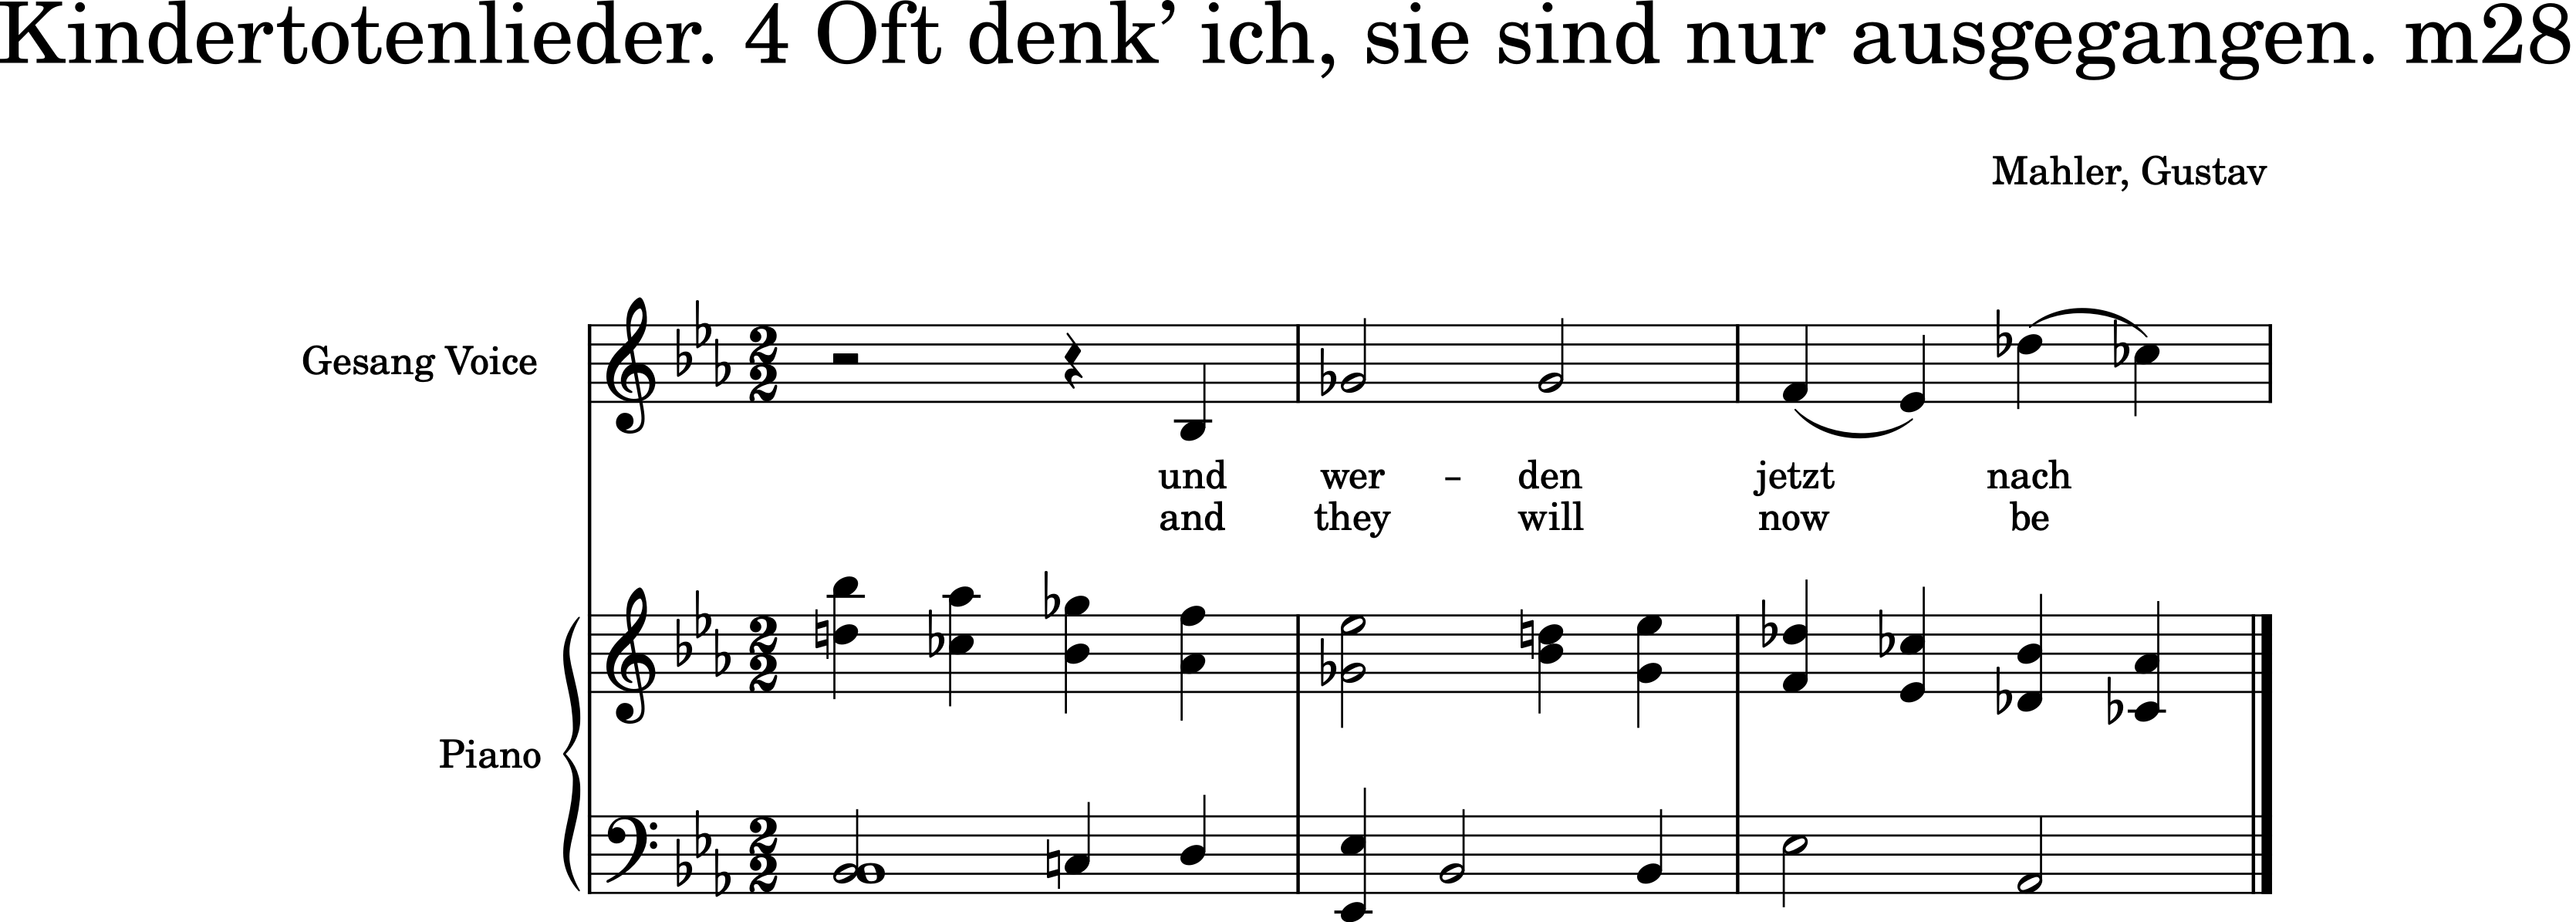 Kindertotenlieder. 4 Oft denk’ ich, sie sind nur ausgegangen. m28
Mahler, Gustav
Gesang Voice
und wer – den jetzt nach
and they will now be
Piano